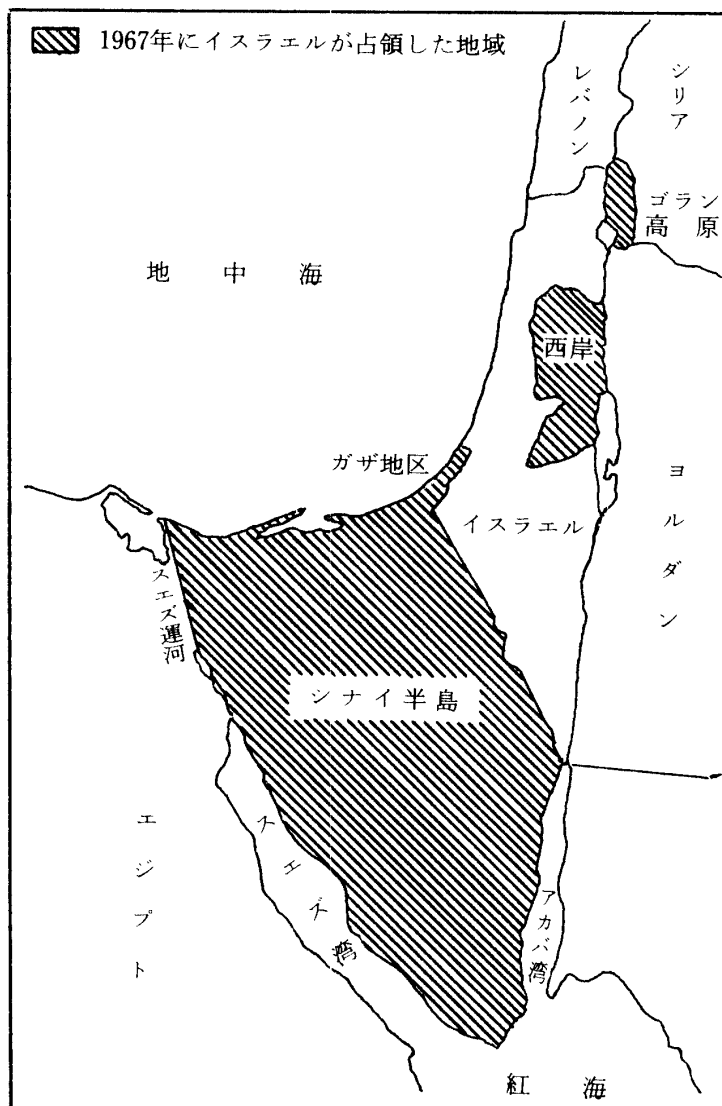 1967年にイスラエルが占領した地域
レバノン
シリア
ゴラン
高原
地中海
西岸
ガザ地区
イスラエル
ヨルダン
スエズ運河
シナイ半島
エジプト
スエズ湾
アカバ湾
紅海